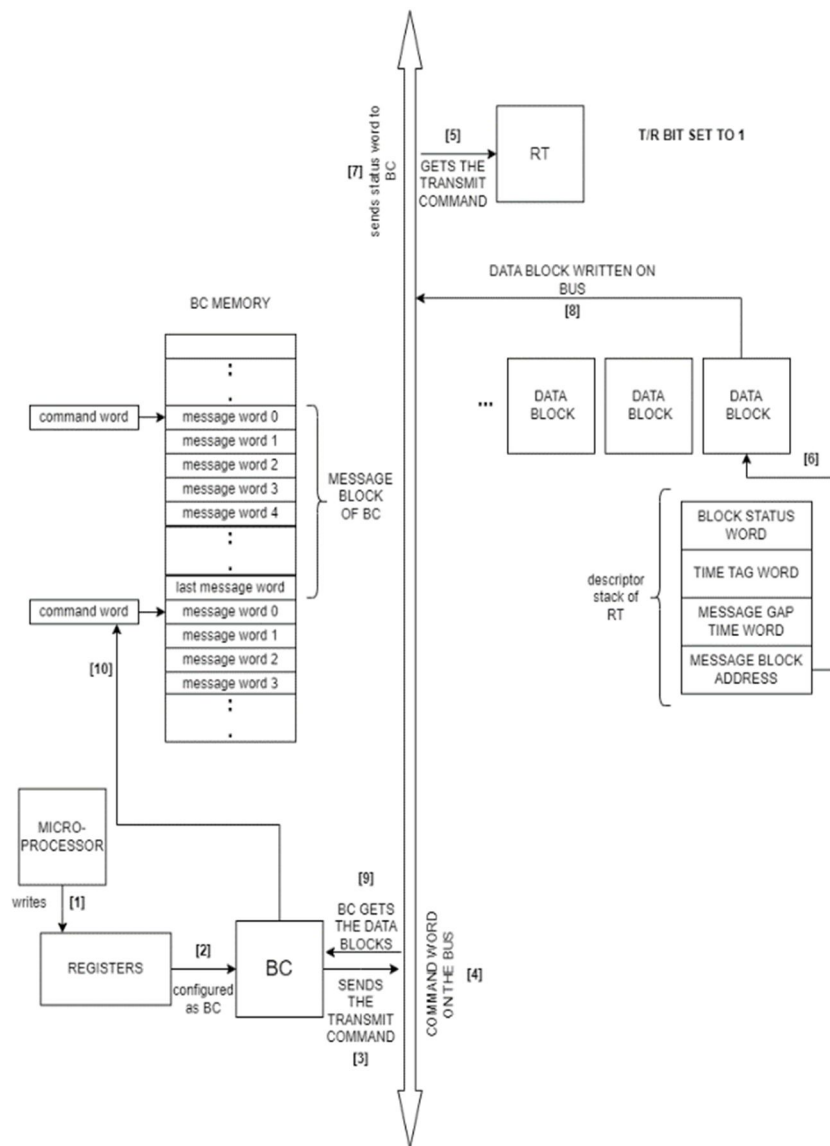 [7]
sends status word to
BC
[5]
GETS THE
TRANSMIT
COMMAND
RT
T/R BIT SET TO 1
DATA BLOCK WRITTEN ON
BUS
[8]
BC MEMORY
:
.
command word
message word 0
message word 1
message word 2
message word 3
message word 4
:
.
last message word
MESSAGE
BLOCK
OF BC
command word
message word 0
message word 1
message word 2
message word 3
:
.
[10]
...
DATA
BLOCK
DATA
BLOCK
DATA
BLOCK
[6]
descriptor
stack of
RT
BLOCK STATUS
WORD
TIME TAG WORD
MESSAGE GAP
TIME WORD
MESSAGE BLOCK
ADDRESS
MICRO-
PROCESSOR
writes
[1]
REGISTERS
[2]
configured
as BC
BC
[9]
BC GETS
THE DATA
BLOCKS
SENDS
THE
TRANSMIT
COMMAND
[3]
COMMAND WORD
ON THE BUS
[4]